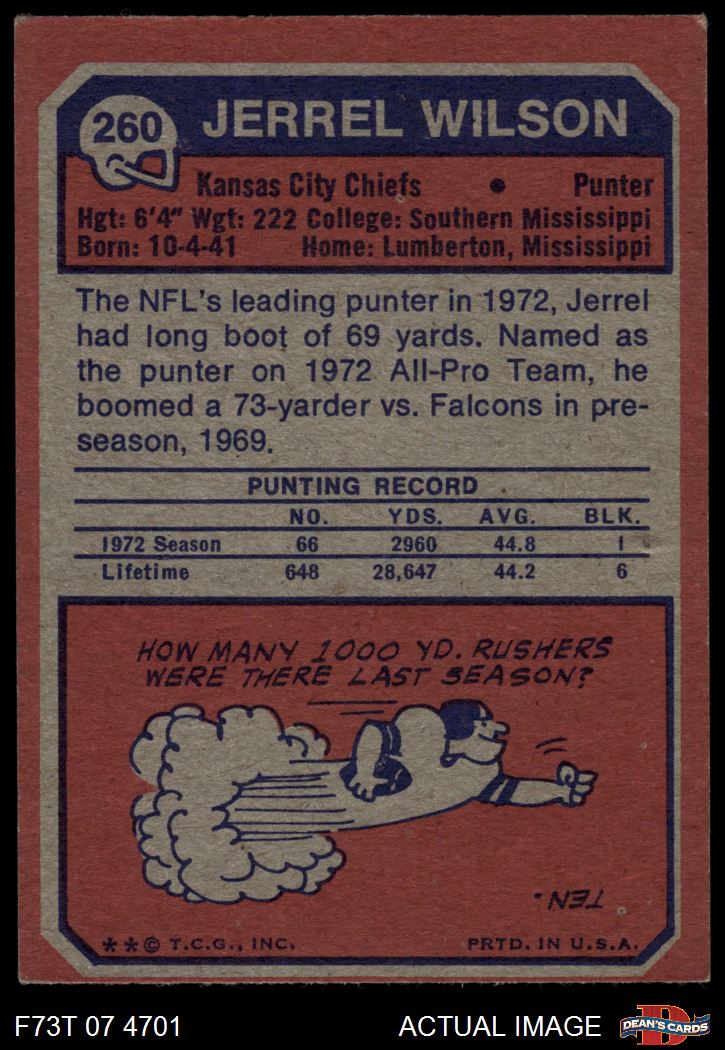 260
JERREL WILSON
Kansas City Chiefs • Punter
Hgt: 6'4" Wgt: 222 College: Southern Mississippi
Born: 10-4-41 Home: Lumberton, Mississippi
The NFL's leading punter in 1972, Jerrel
had long boot of 69 yards. Named as
the punter on 1972 All-Pro Team, he
boomed a 73-yarder vs. Falcons in pre-
season, 1969.
PUNTING RECORD
NO. YDS. AVG. BLK.
1972 Season 66 2960 44.8 1
Lifetime 648 28,647 44.2 6
HOW MANY 1000 YD. RUSHERS
WERE THERE LAST SEASON?
TEN.
**© T.C.G., INC. PRTD. IN U.S.A.
F73T 07 4701 ACTUAL IMAGE
D
DEAN'S CARDS